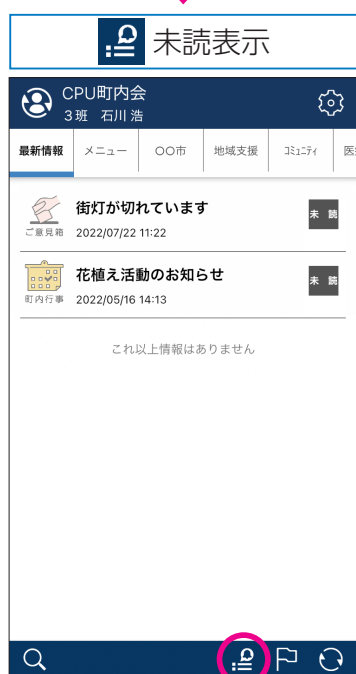 未読表示
CPU町内会
3班 石川浩
最新情報 メニュー ○○市 地域支援 ｺﾐｭﾆﾃｨ 医
街灯が切れています
未 読
ご意見箱 2022/07/22 11:22
花植え活動のお知らせ
未 読
町内行事 2022/05/16 14:13
これ以上情報はありません